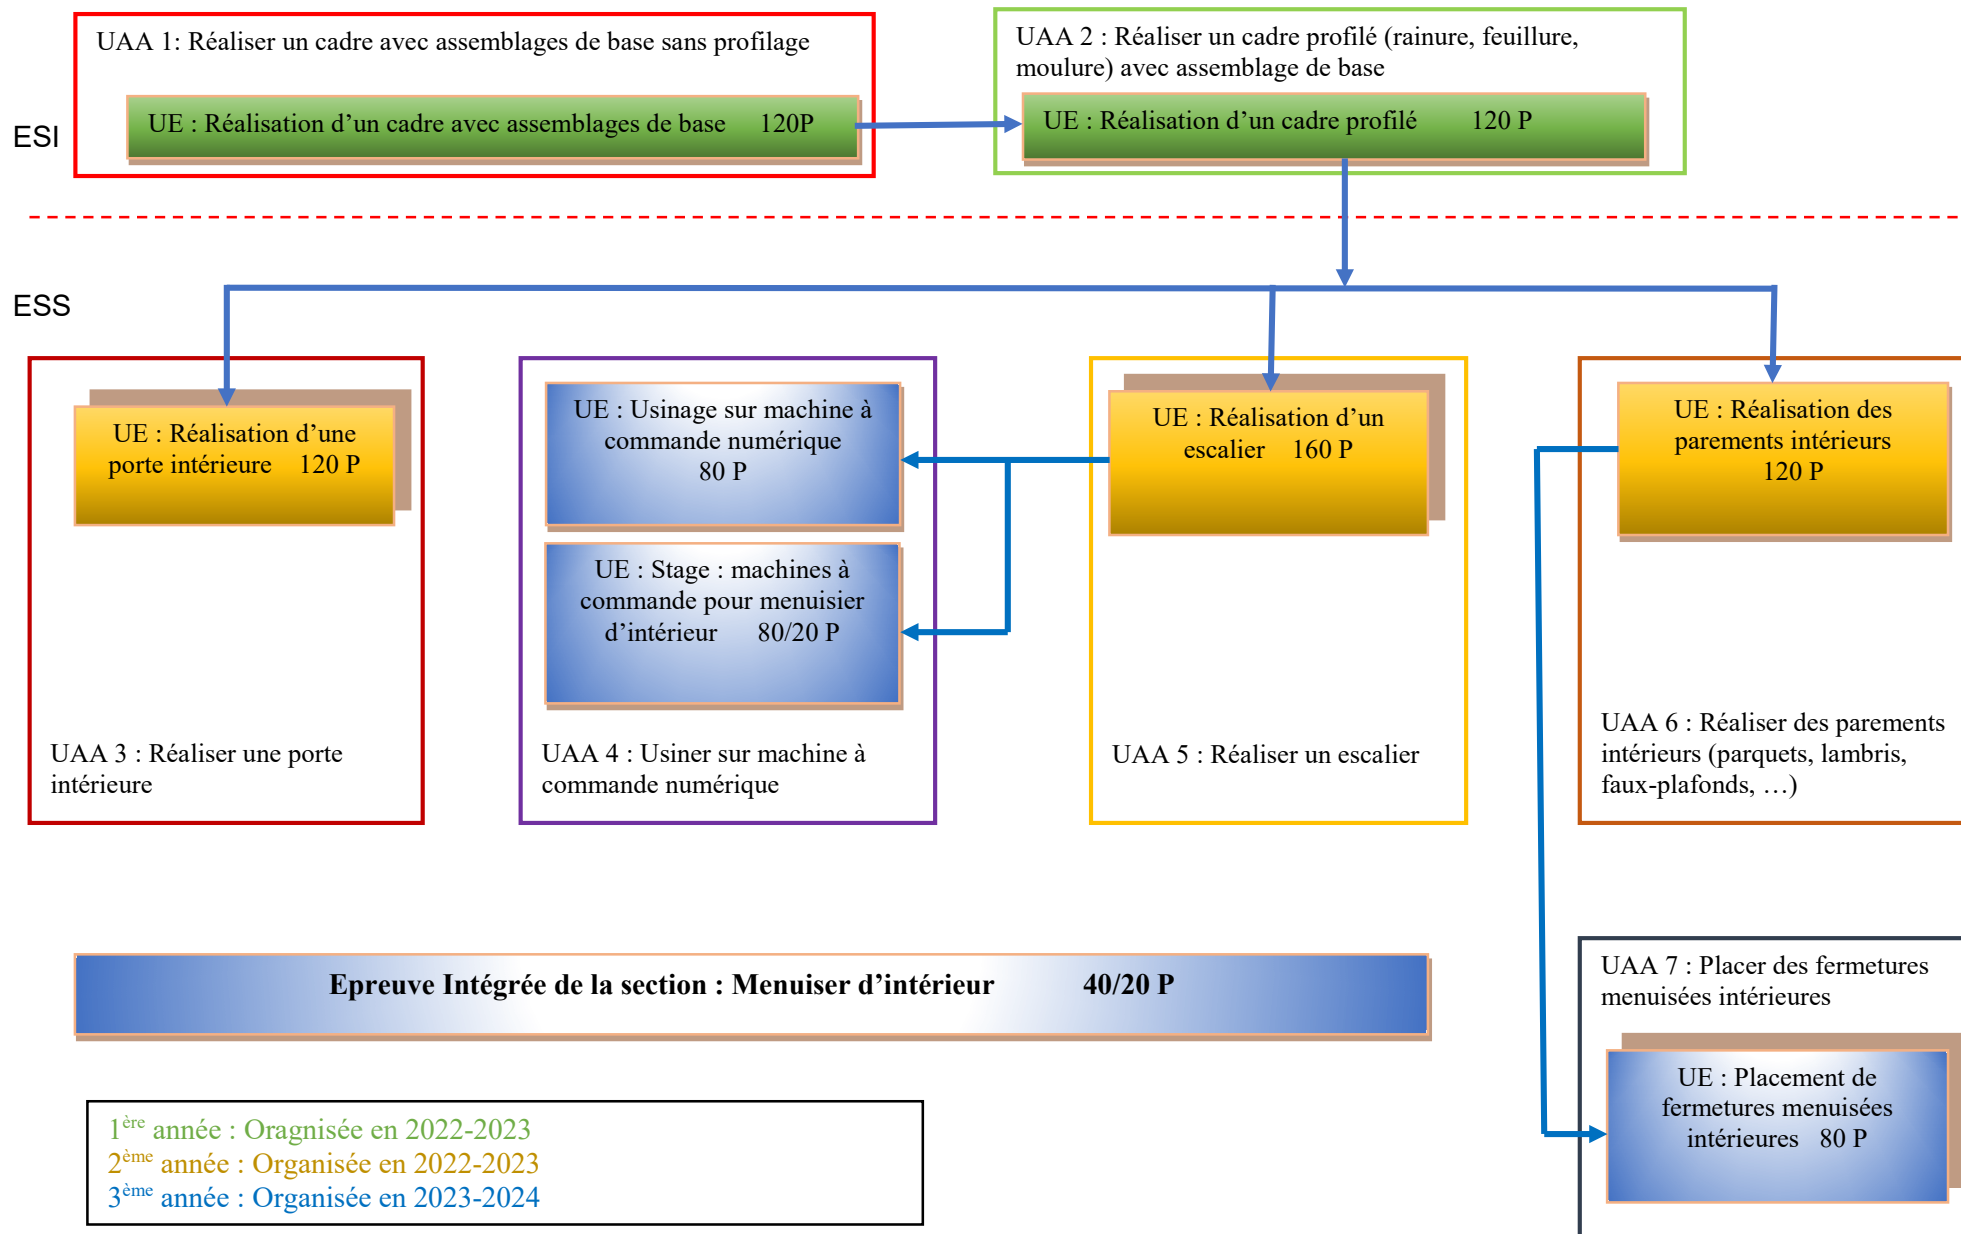 UAA 1: Réaliser un cadre avec assemblages de base sans profilage
UE : Réalisation d’un cadre avec assemblages de base 120P
UAA 2 : Réaliser un cadre profilé (rainure, feuillure,
moulure) avec assemblage de base
UE : Réalisation d’un cadre profilé 120 P
ESI
ESS
UE : Réalisation d’une
porte intérieure 120 P
UAA 3 : Réaliser une porte
intérieure
UE : Usinage sur machine à
commande numérique
80 P
UE : Stage : machines à
commande pour menuisier
d’intérieur 80/20 P
UAA 4 : Usiner sur machine à
commande numérique
UE : Réalisation d’un
escalier 160 P
UAA 5 : Réaliser un escalier
UE : Réalisation des
parements intérieurs
120 P
UAA 6 : Réaliser des parements
intérieurs (parquets, lambris,
faux-plafonds, …)
Epreuve Intégrée de la section : Menuiser d’intérieur 40/20 P
UAA 7 : Placer des fermetures
menuisées intérieures
UE : Placement de
fermetures menuisées
intérieures 80 P
1ère année : Oragnisée en 2022-2023
2ème année : Organisée en 2022-2023
3ème année : Organisée en 2023-2024